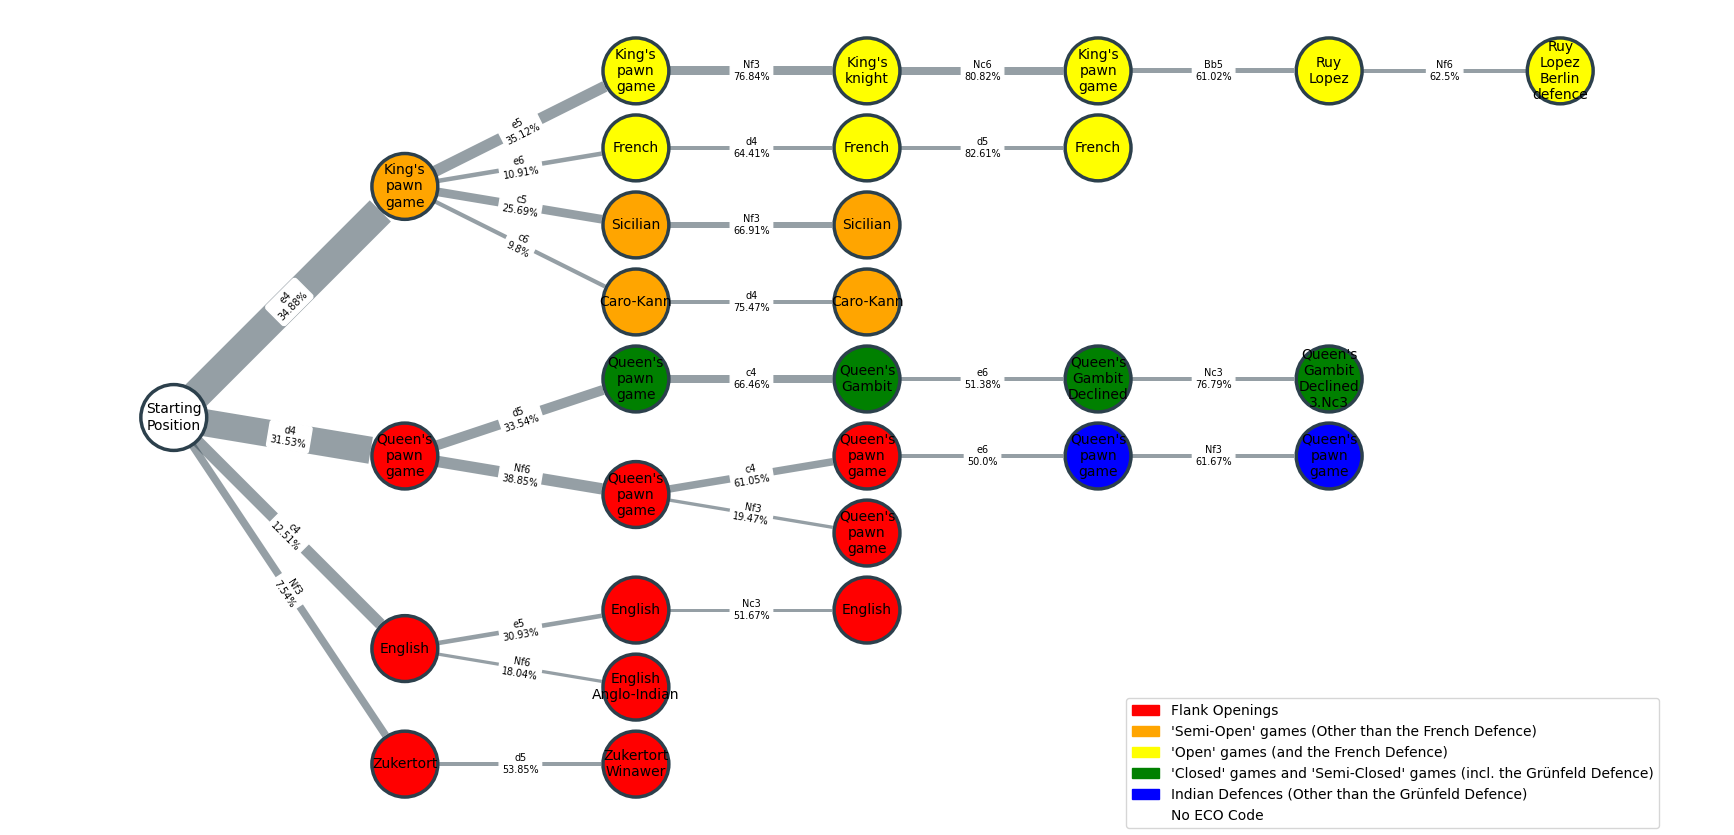 King's
pawn
game
Nf3
76.84%
King's
knight
Nc6
80.82%
King's
pawn
game
Bb5
61.02%
Ruy
Lopez
Nf6
62.5%
Ruy
Lopez
Berlin
defence
e5
35.12%
French
d4
64.41%
French
d5
82.61%
French
e6
10.91%
King's
pawn
game
c5
25.69%
Sicilian
Nf3
66.91%
Sicilian
c6
9.8%
Caro-Kann
d4
75.47%
Caro-Kann
e4
34.88%
Queen's
pawn
game
c4
66.46%
Queen's
Gambit
e6
51.38%
Queen's
Gambit
Declined
Nc3
76.79%
Queen's
Gambit
Declined
3.Nc3
Starting
Position
d4
31.53%
d5
33.54%
Queen's
pawn
game
Nf6
38.85%
Queen's
pawn
game
c4
61.05%
Queen's
pawn
game
e6
50.0%
Queen's
pawn
game
Nf3
61.67%
Queen's
pawn
game
Nf3
19.47%
Queen's
pawn
game
c4
12.51%
Nf3
7.54%
English
e5
30.93%
English
Nc3
51.67%
English
Nf6
18.04%
English
Anglo-Indian
Zukertort
d5
53.85%
Zukertort
Winawer
Flank Openings
'Semi-Open' games (Other than the French Defence)
'Open' games (and the French Defence)
'Closed' games and 'Semi-Closed' games (incl. the Grünfeld Defence)
Indian Defences (Other than the Grünfeld Defence)
No ECO Code